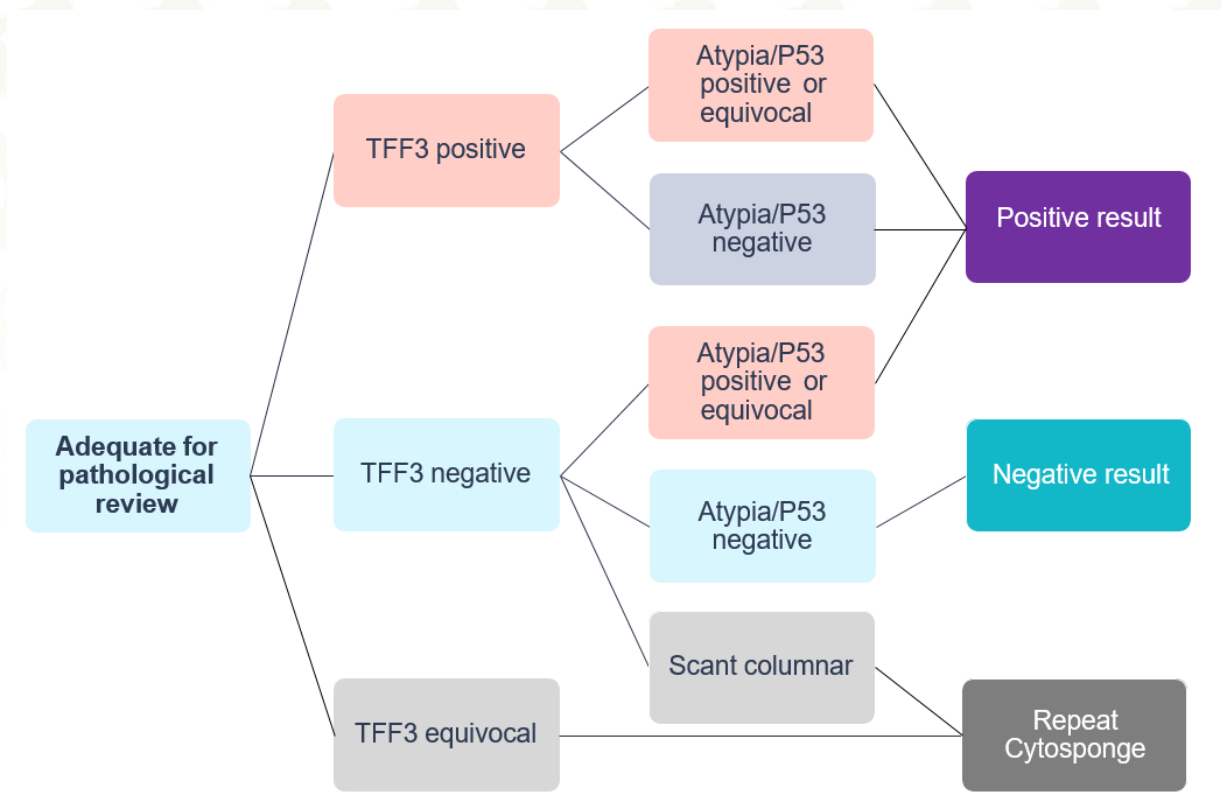 Atypia/P53
positive or
equivocal
TFF3 positive
Atypia/P53
negative
Positive result
Atypia/P53
positive or
equivocal
Adequate for
pathological
review
TFF3 negative
Negative result
Atypia/P53
negative
Scant columnar
TFF3 equivocal
Repeat
Cytosponge